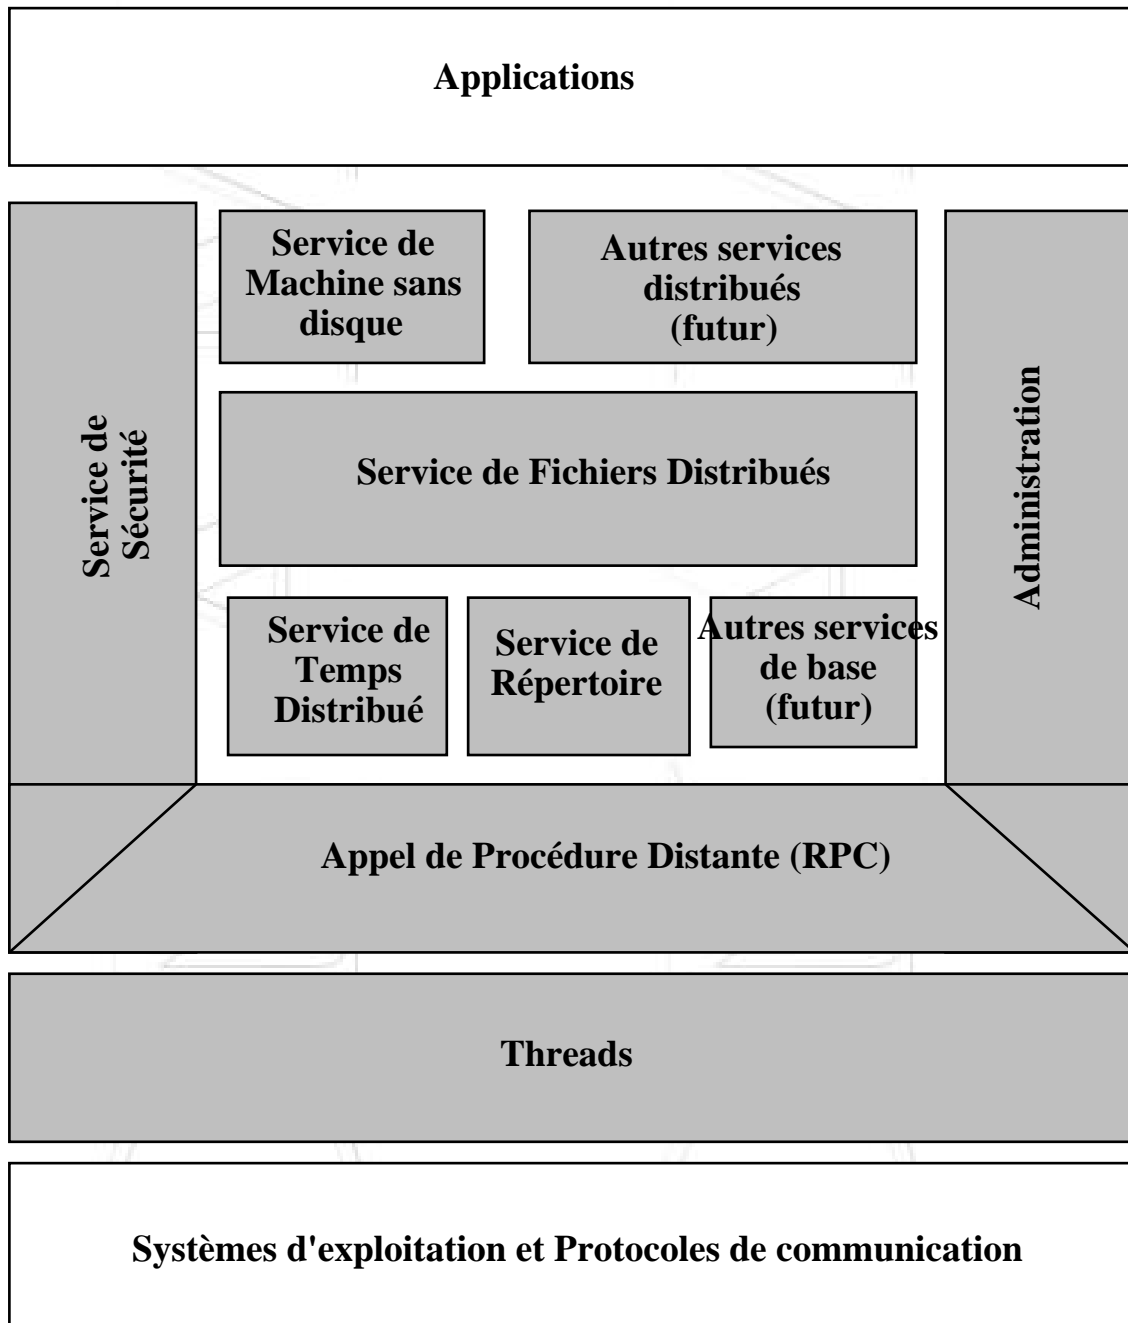 Applications
Service de
Machine sans
disque
Autres services
distribués
(futur)
Service de
Sécurité
Service de Fichiers Distribués
Administration
Service de
Temps
Distribué
Service de
Répertoire
Autres services
de base
(futur)
Appel de Procédure Distante (RPC)
Threads
Systèmes d'exploitation et Protocoles de communication